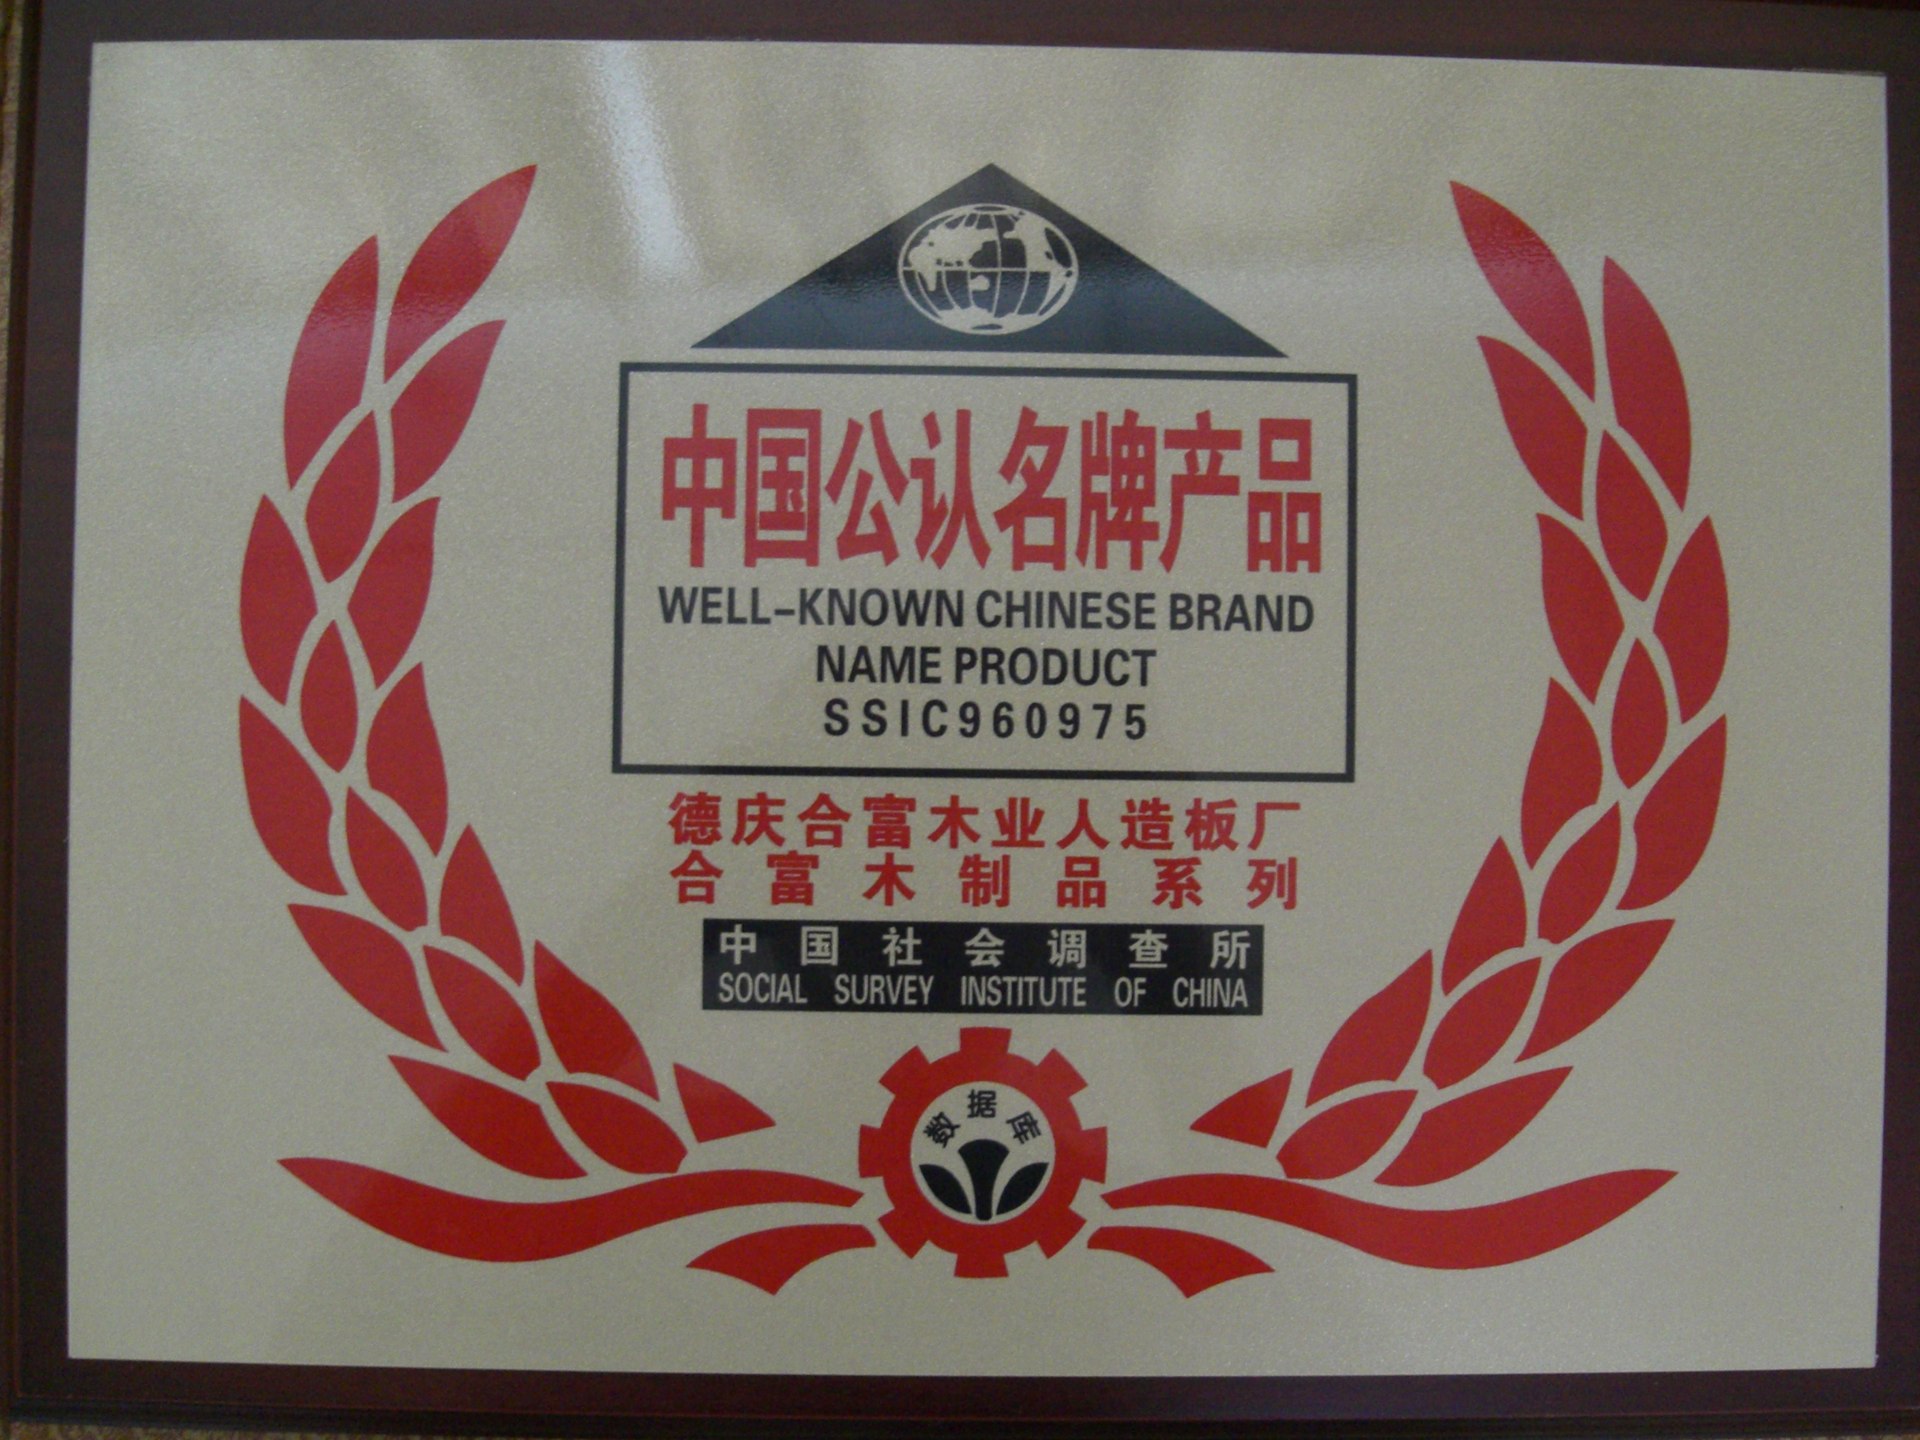 中国公认名牌产品
WELL-KNOWN CHINESE BRAND
NAME PRODUCT
SSIC960975
德庆合富木业人造板厂
合富木制品系列
中国社会调查所
SOCIAL SURVEY INSTITUTE OF CHINA
数据库